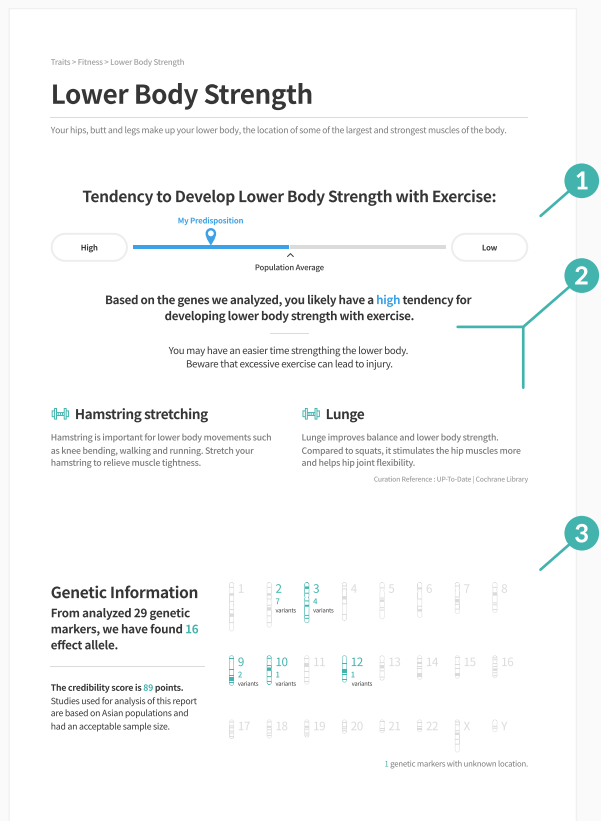 Traits > Fitness > Lower Body Strength
Lower Body Strength
Your hips, butt and legs make up your lower body, the location of some of the largest and strongest muscles of the body.
1
Tendency to Develop Lower Body Strength with Exercise:
My Predisposition
High
Low
Population Average
2
Based on the genes we analyzed, you likely have a high tendency for
developing lower body strength with exercise.
You may have an easier time strengthing the lower body.
Beware that excessive exercise can lead to injury.
Hamstring stretching
Hamstring is important for lower body movements such
as knee bending, walking and running. Stretch your
hamstring to relieve muscle tightness.
Lunge
Lunge improves balance and lower body strength.
Compared to squats, it stimulates the hip muscles more
and helps hip joint flexibility.
Curation Reference : UP-To-Date | Cochrane Library
3
Genetic Information
From analyzed 29 genetic
markers, we have found 16
effect allele.
The credibility score is 89 points.
Studies used for analysis of this report
are based on Asian populations and
had an acceptable sample size.
1
2
7
variants
3
4
variants
4
5
6
7
8
9
2
variants
10
1
variants
11
12
1
variants
13
14
15
16
17
18
19
20
21
22
X
Y
1 genetic markers with unknown location.